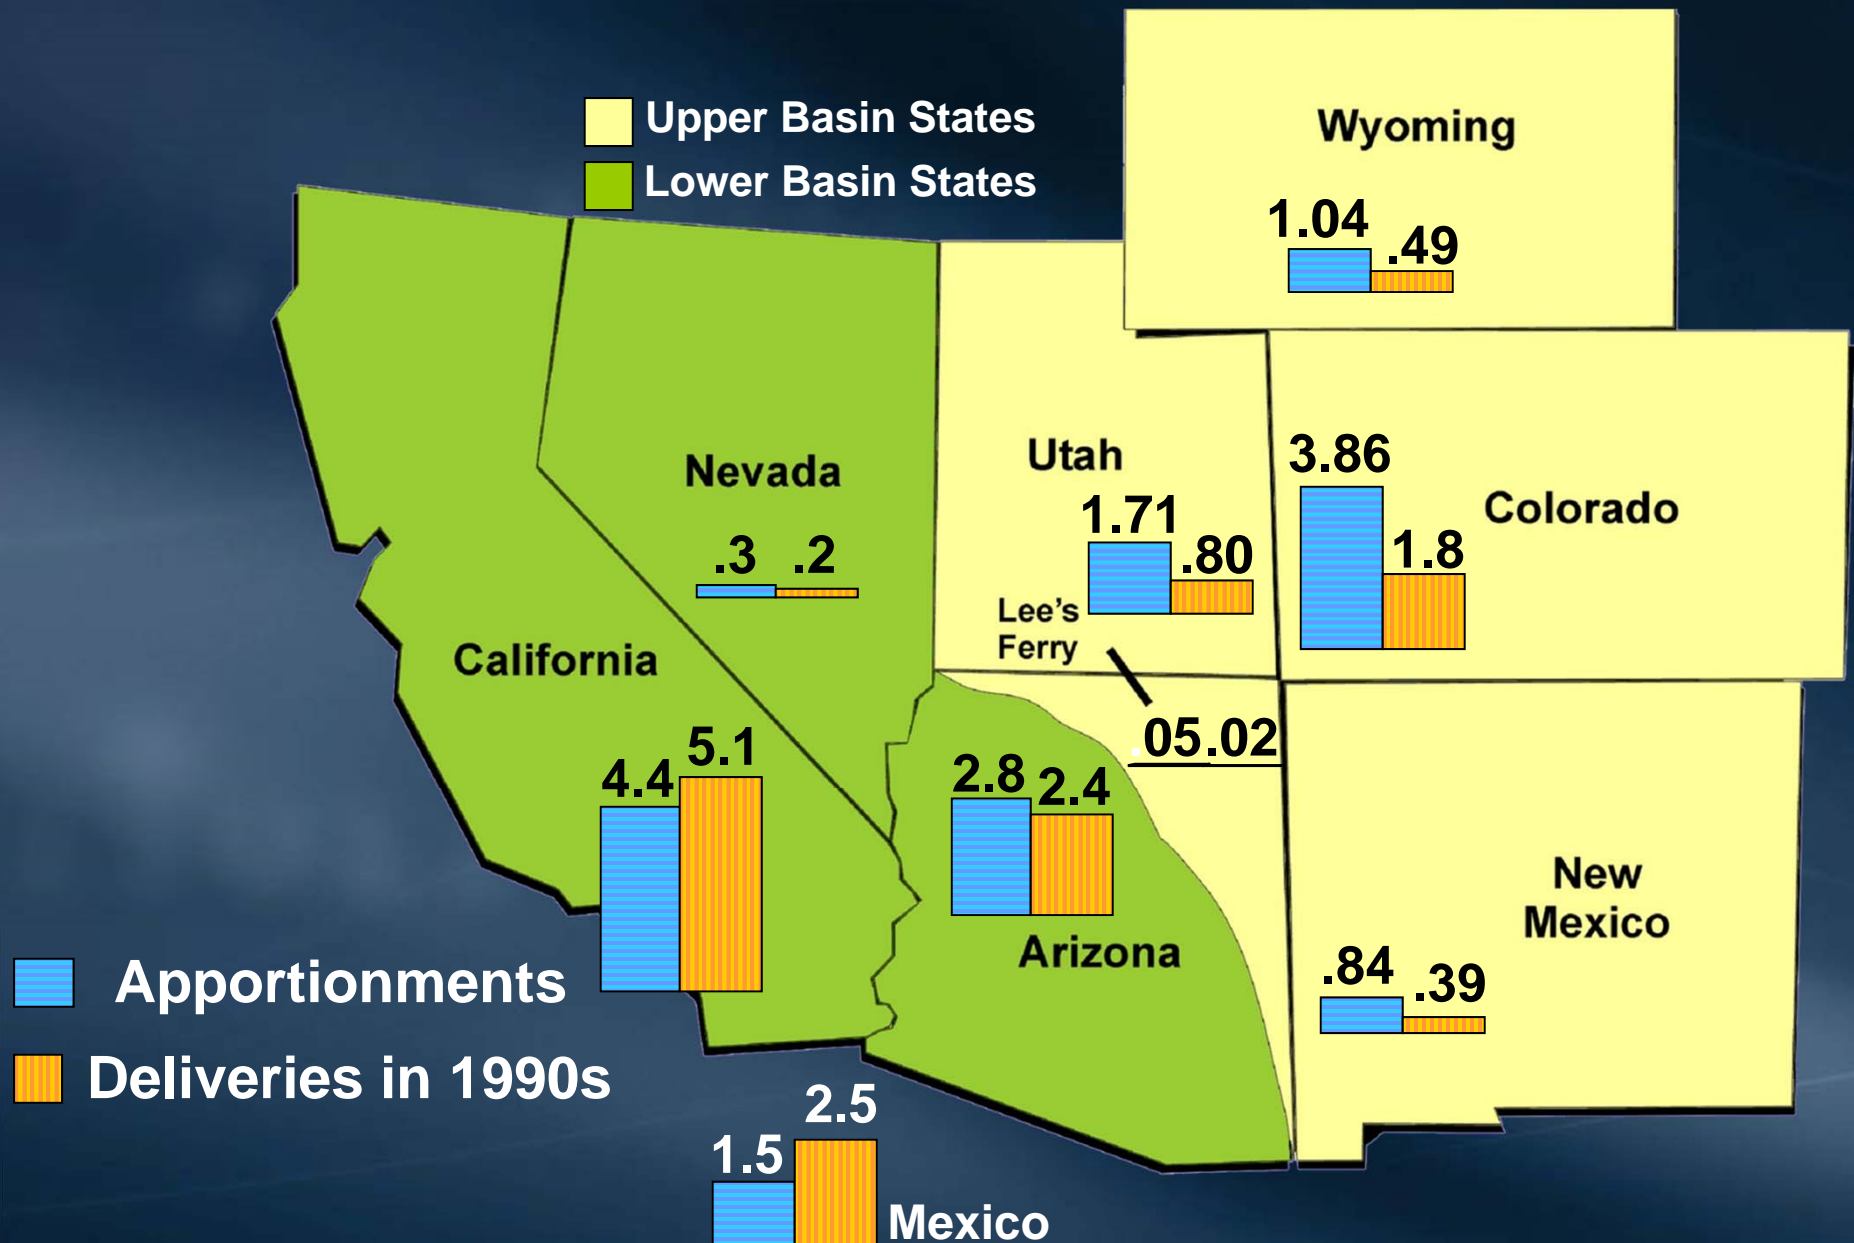 Upper Basin States
Lower Basin States
Wyoming
1.04 .49
Utah
1.71 .80
Lee's
Ferry
3.86 1.8
Colorado
Nevada
.3 .2
California
4.4 5.1
.05 .02
2.8 2.4
Arizona
New
Mexico
.84 .39
Apportionments
Deliveries in 1990s
1.5 2.5
Mexico